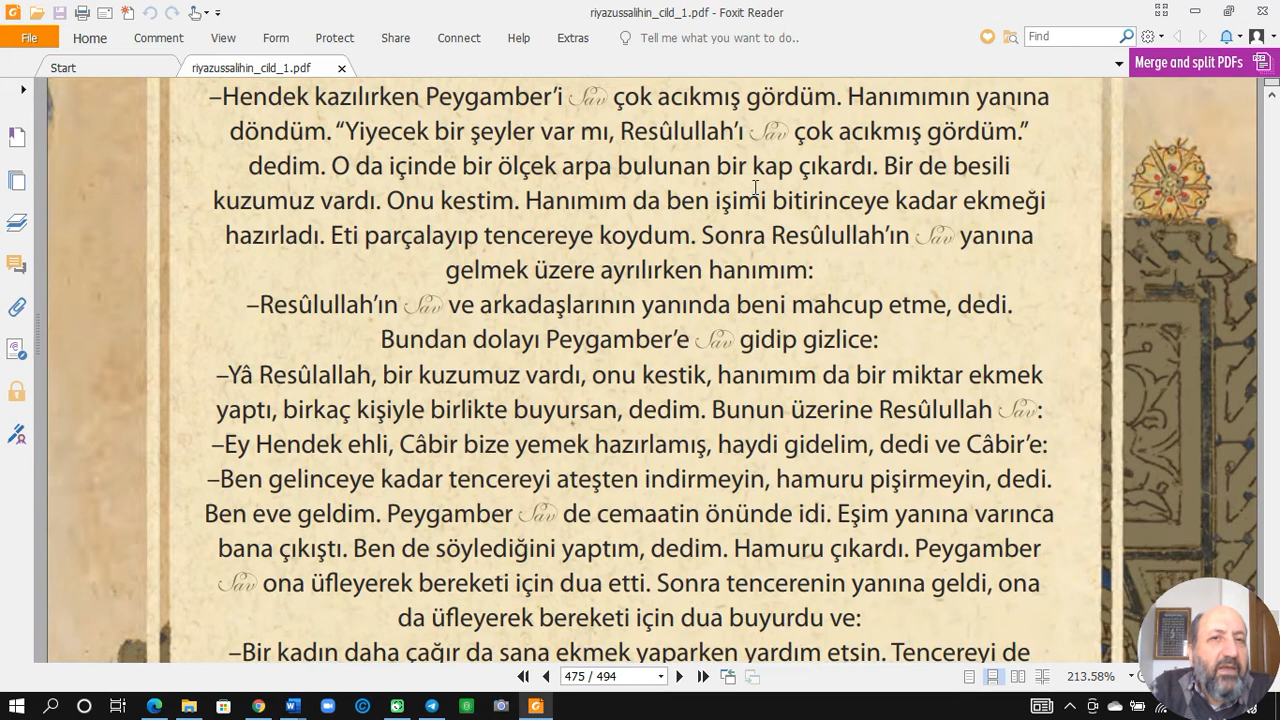 riyazussalihin_cild_1.pdf - Foxit Reader
File Home Comment View Form Protect Share Connect Help Extras Tell me what you want to do.. Find
Start riyazussalihin_cild_1.pdf Merge and split PDFs
–Hendek kazılırken Peygamber’i Sav çok acıkmış gördüm. Hanımımın yanına
döndüm. “Yiyecek bir şeyler var mı, Resûlullah’ı Sav çok acıkmış gördüm.”
dedim. O da içinde bir ölçek arpa bulunan bir kap çıkardı. Bir de besili
kuzumuz vardı. Onu kestim. Hanımım da ben işimi bitirinceye kadar ekmeği
hazırladı. Eti parçalayıp tencereye koydum. Sonra Resûlullah’ın Sav yanına
gelmek üzere ayrılırken hanımım:
–Resûlullah’ın Sav ve arkadaşlarının yanında beni mahcup etme, dedi.
Bundan dolayı Peygamber’e Sav gidip gizlice:
–Yâ Resûlallah, bir kuzumuz vardı, onu kestik, hanımım da bir miktar ekmek
yaptı, birkaç kişiyle birlikte buyursan, dedim. Bunun üzerine Resûlullah Sav:
–Ey Hendek ehli, Câbir bize yemek hazırlamış, haydi gidelim, dedi ve Câbir’e:
–Ben gelinceye kadar tencereyi ateşten indirmeyin, hamuru pişirmeyin, dedi.
Ben eve geldim. Peygamber Sav de cemaatin önünde idi. Eşim yanına varınca
bana çıkıştı. Ben de söylediğini yaptım, dedim. Hamuru çıkardı. Peygamber
Sav ona üfleyerek bereketi için dua etti. Sonra tencerenin yanına geldi, ona
da üfleyerek bereketi için dua buyurdu ve:
–Bir kadın daha çağır da sana ekmek yaparken yardım etsin. Tencereyi de
475 / 494 213.58%